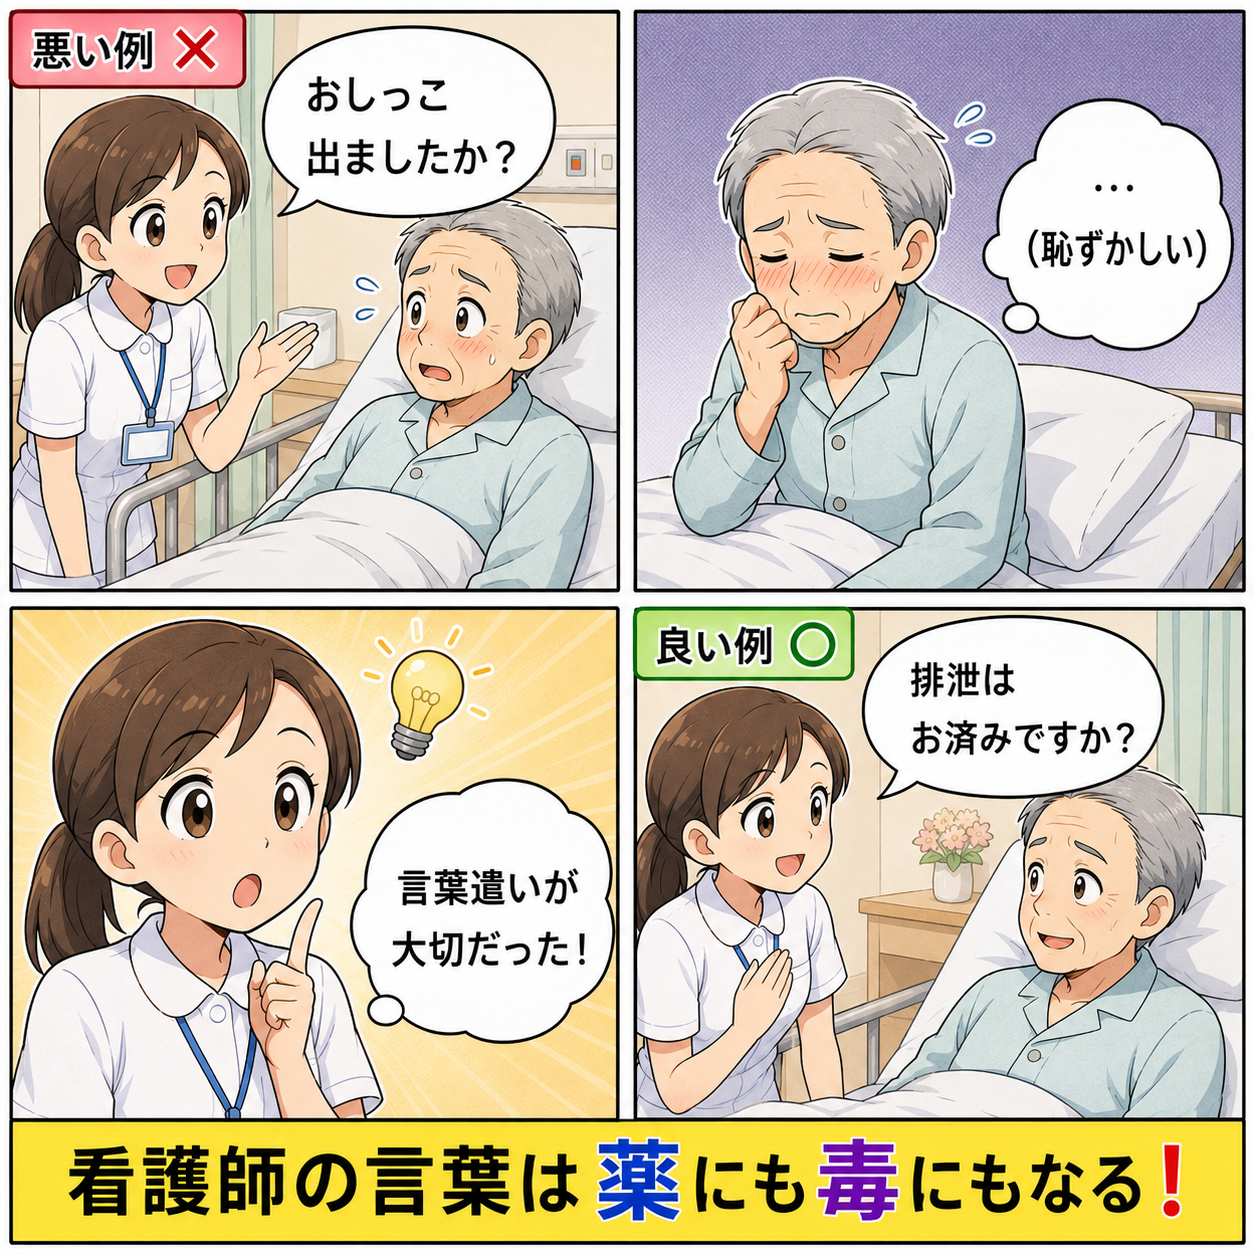 悪い例 ×
おしっこ
出ましたか？
…
（恥ずかしい）
言葉遣いが
大切だった！
良い例 ○
排泄は
お済みですか？
看護師の言葉は薬にも毒にもなる！